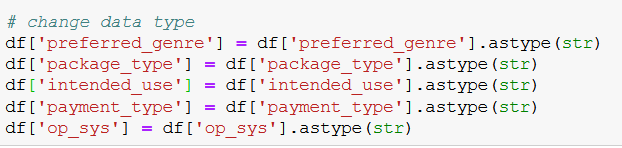 # change data type
df['preferred_genre'] = df['preferred_genre'].astype(str)
df['package_type'] = df['package_type'].astype(str)
df['intended_use'] = df['intended_use'].astype(str)
df['payment_type'] = df['payment_type'].astype(str)
df['op_sys'] = df['op_sys'].astype(str)